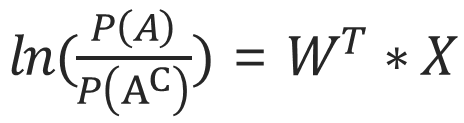 ln(P(A)/P(A^C)) = W^T * X